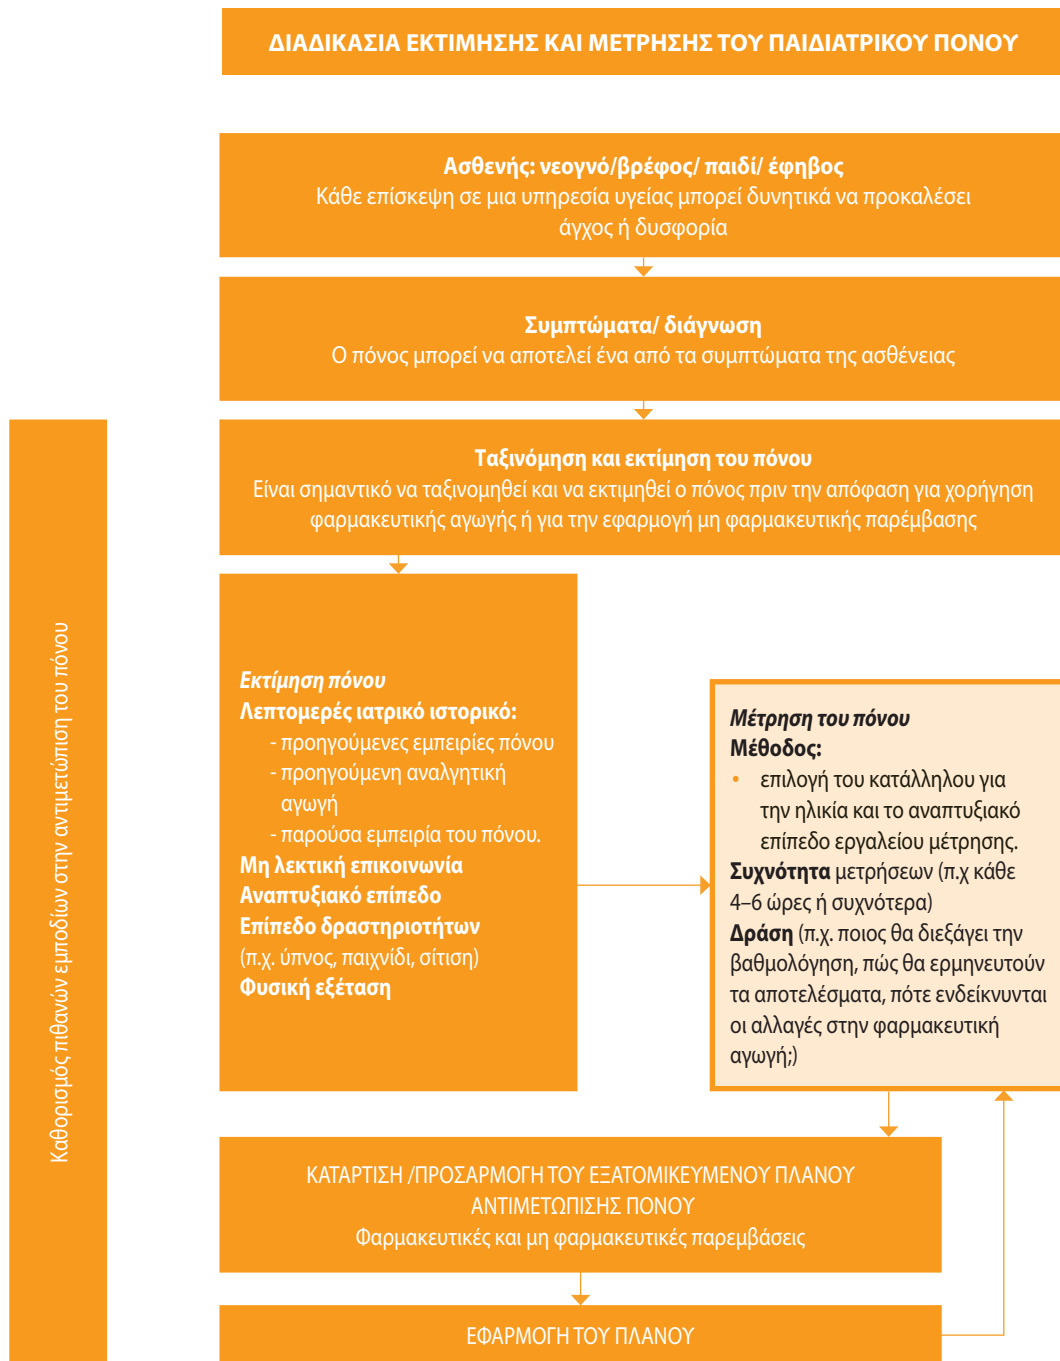 ΔΙΑΔΙΚΑΣΙΑ ΕΚΤΙΜΗΣΗΣ ΚΑΙ ΜΕΤΡΗΣΗΣ ΤΟΥ ΠΑΙΔΙΑΤΡΙΚΟΥ ΠΟΝΟΥ
Ασθενής: νεογνό/βρέφος/ παιδί/ έφηβος
Κάθε επίσκεψη σε μια υπηρεσία υγείας μπορεί δυνητικά να προκαλέσει
άγχος ή δυσφορία
Συμπτώματα/ διάγνωση
Ο πόνος μπορεί να αποτελεί ένα από τα συμπτώματα της ασθένειας
Ταξινόμηση και εκτίμηση του πόνου
Είναι σημαντικό να ταξινομηθεί και να εκτιμηθεί ο πόνος πριν την απόφαση για χορήγηση
φαρμακευτικής αγωγής ή για την εφαρμογή μη φαρμακευτικής παρέμβασης
Καθορισμός πιθανών εμποδίων στην αντιμετώπιση του πόνου
Εκτίμηση πόνου
Λεπτομερές ιατρικό ιστορικό:
- προηγούμενες εμπειρίες πόνου
- προηγούμενη αναλγητική
αγωγή
- παρούσα εμπειρία του πόνου.
Μη λεκτική επικοινωνία
Αναπτυξιακό επίπεδο
Επίπεδο δραστηριοτήτων
(π.χ. ύπνος, παιχνίδι, σίτιση)
Φυσική εξέταση
Μέτρηση του πόνου
Μέθοδος:
• επιλογή του κατάλληλου για
την ηλικία και το αναπτυξιακό
επίπεδο εργαλείου μέτρησης.
Συχνότητα μετρήσεων (π.χ κάθε
4–6 ώρες ή συχνότερα)
Δράση (π.χ. ποιος θα διεξάγει την
βαθμολόγηση, πώς θα ερμηνευτούν
τα αποτελέσματα, πότε ενδείκνυνται
οι αλλαγές στην φαρμακευτική
αγωγή;)
ΚΑΤΑΡΤΙΣΗ /ΠΡΟΣΑΡΜΟΓΗ ΤΟΥ ΕΞΑΤΟΜΙΚΕΥΜΕΝΟΥ ΠΛΑΝΟΥ
ΑΝΤΙΜΕΤΩΠΙΣΗΣ ΠΟΝΟΥ
Φαρμακευτικές και μη φαρμακευτικές παρεμβάσεις
ΕΦΑΡΜΟΓΗ ΤΟΥ ΠΛΑΝΟΥ